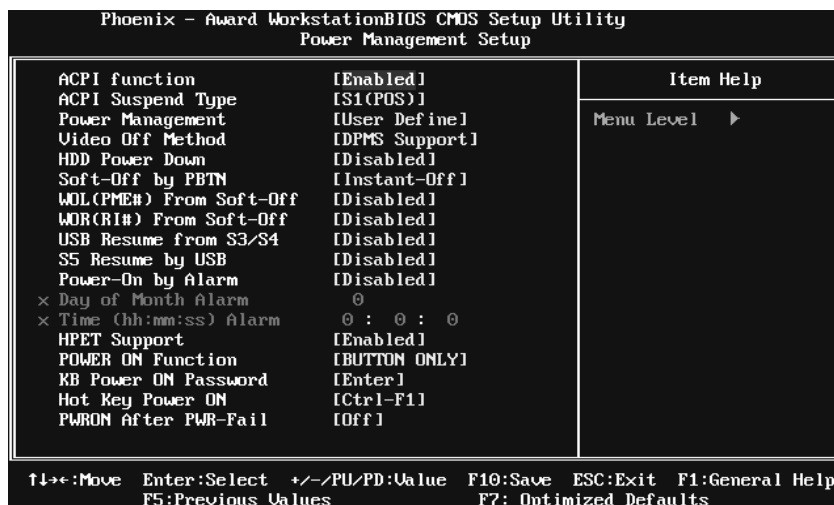 Phoenix - Award WorkstationBIOS CMOS Setup Utility
Power Management Setup
ACPI function [Enabled]
ACPI Suspend Type [S1(POS)]
Power Management [User Define]
Video Off Method [DPMS Support]
HDD Power Down [Disabled]
Soft-Off by PBTN [Instant-Off]
WOL(PME#) From Soft-Off [Disabled]
WOR(RI#) From Soft-Off [Disabled]
USB Resume from S3/S4 [Disabled]
S5 Resume by USB [Disabled]
Power-On by Alarm [Disabled]
x Day of Month Alarm 0
x Time (hh:mm:ss) Alarm 0 : 0 : 0
HPET Support [Enabled]
POWER ON Function [BUTTON ONLY]
KB Power ON Password [Enter]
Hot Key Power ON [Ctrl-F1]
PWRON After PWR-Fail [Off]
Item Help
Menu Level ▶
↑↓→←:Move Enter:Select +/-/PU/PD:Value F10:Save ESC:Exit F1:General Help
F5:Previous Values F7: Optimized Defaults